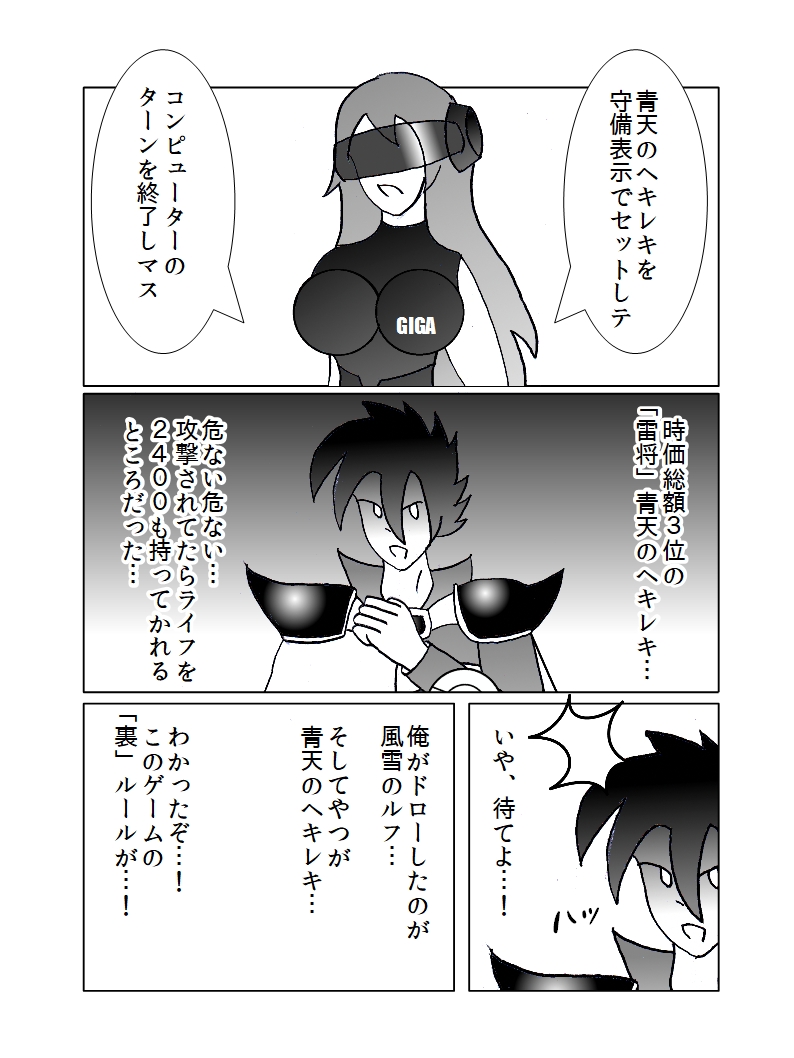 青天のヘキレキを
守備表示でセットしテ
コンピューターの
ターンを終了しマス
GIGA
時価総額3位の
「雷将」青天のヘキレキ…
危ない危ない…
攻撃されてたらライフを
2400も持ってかれる
ところだった…
いや、待てよ…!
ハッ
俺がドローしたのが
風雪のルフ…
そしてやつが
青天のヘキレキ…
わかったぞ…!
このゲームの
「裏」ルールが…!